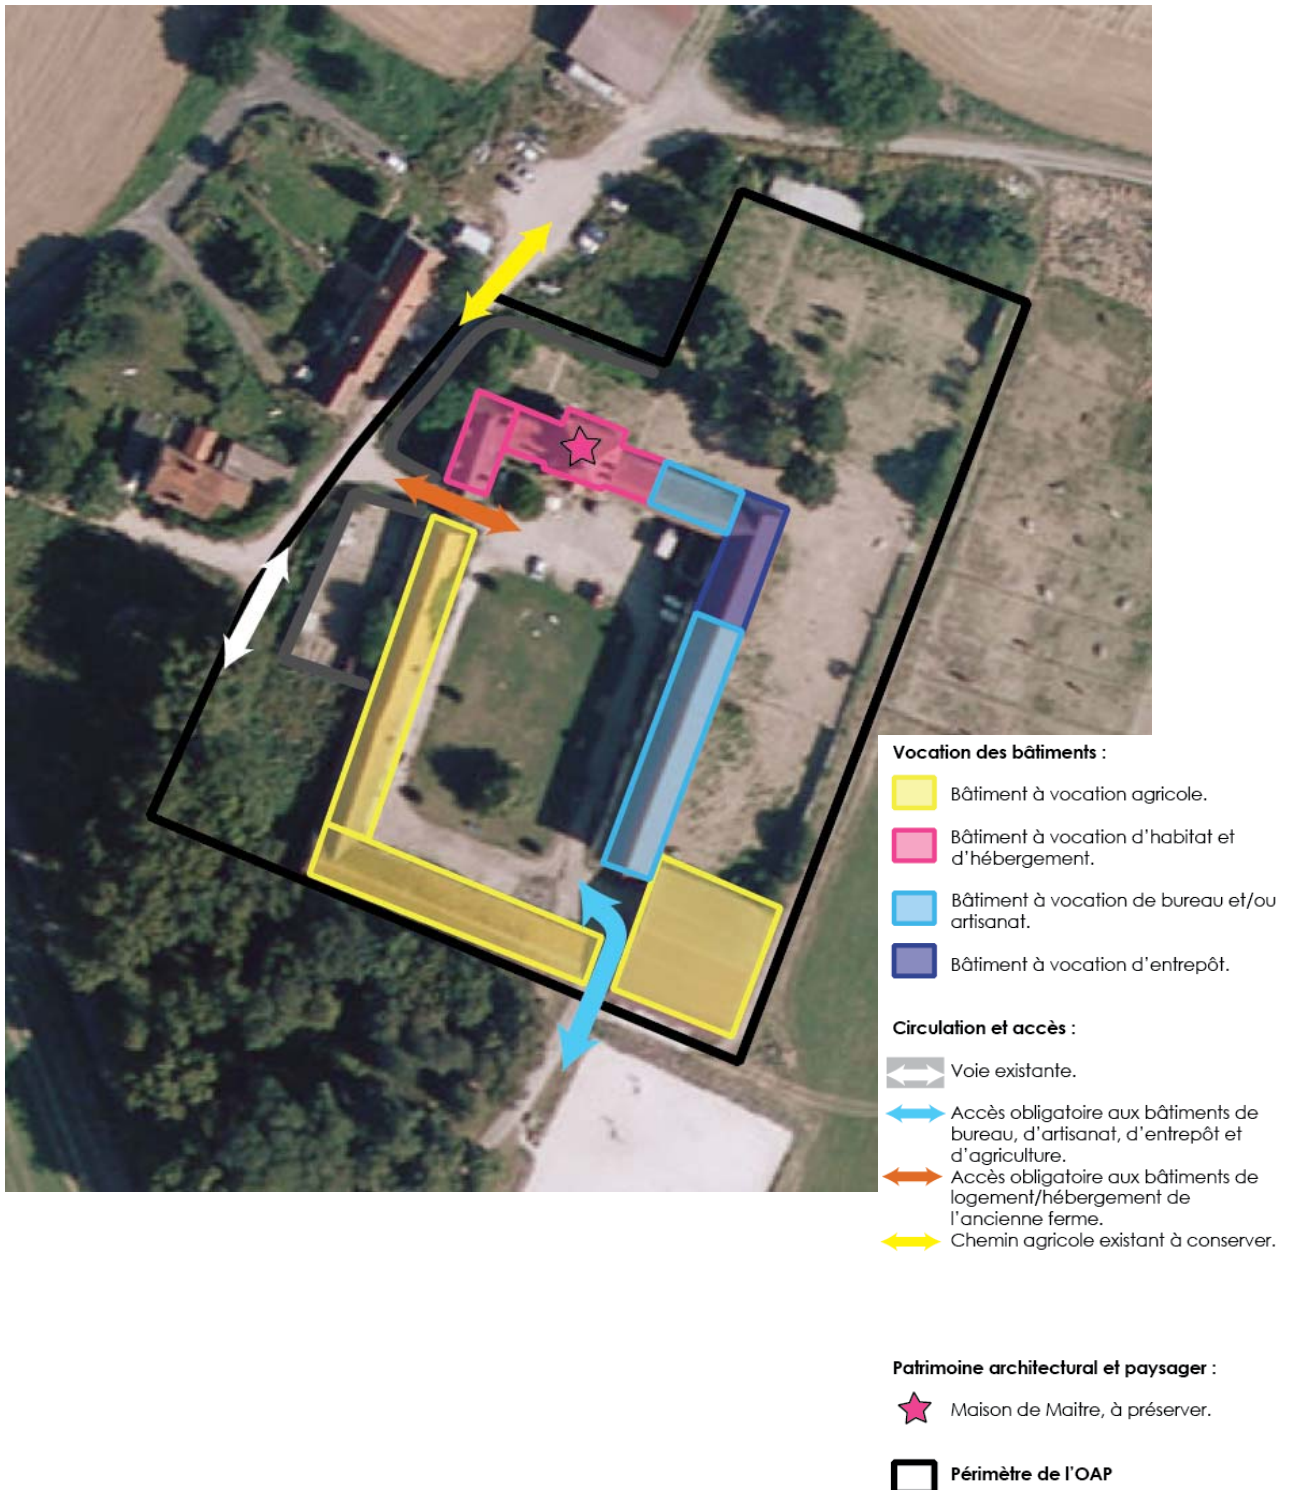 Vocation des bâtiments :
Bâtiment à vocation agricole.
Bâtiment à vocation d'habitat et
d'hébergement.
Bâtiment à vocation de bureau et/ou
artisanat.
Bâtiment à vocation d'entrepôt.
Circulation et accès :
Voie existante.
Accès obligatoire aux bâtiments de
bureau, d'artisanat, d'entrepôt et
d'agriculture.
Accès obligatoire aux bâtiments de
logement/hébergement de
l'ancienne ferme.
Chemin agricole existant à conserver.
Patrimoine architectural et paysager :
Maison de Maitre, à préserver.
Périmètre de l'OAP